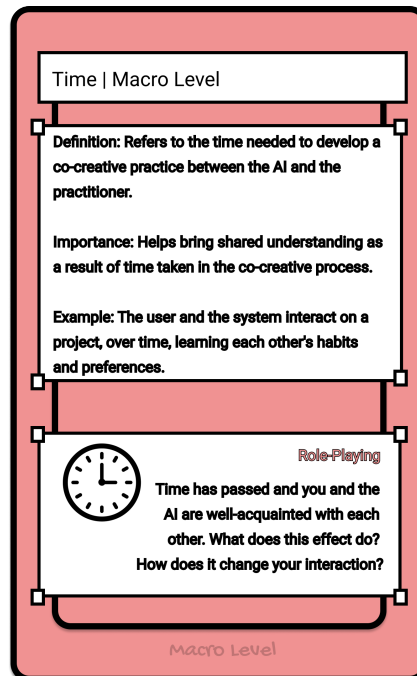 Time | Macro Level
Definition: Refers to the time needed to develop a
co-creative practice between the AI and the
practitioner.
Importance: Helps bring shared understanding as
a result of time taken in the co-creative process.
Example: The user and the system interact on a
project, over time, learning each other's habits
and preferences.
Role-Playing
Time has passed and you and the
AI are well-acquainted with each
other. What does this effect do?
How does it change your interaction?
Macro Level